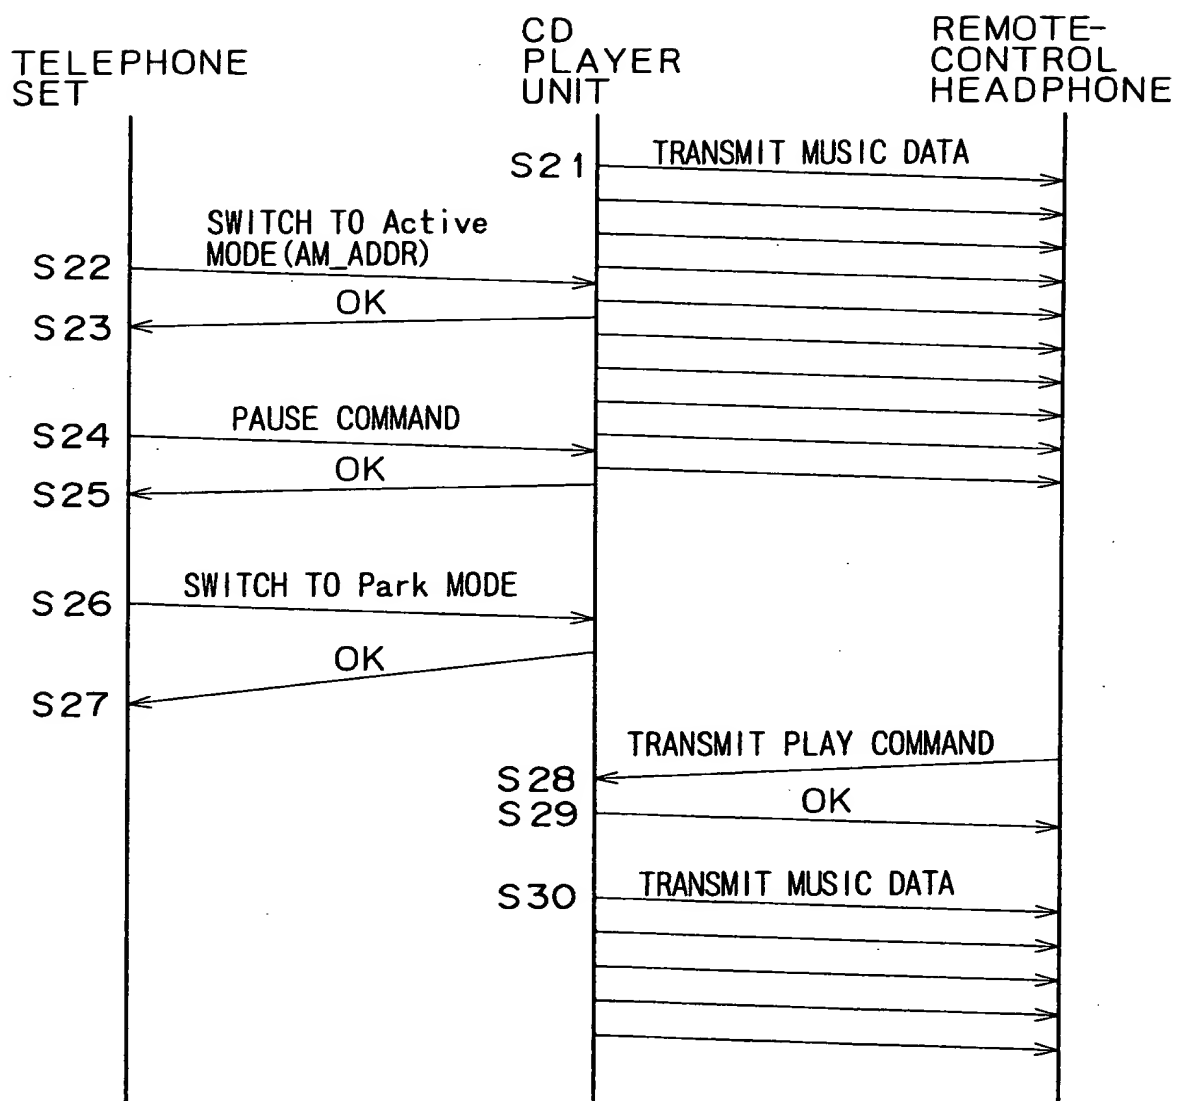 TELEPHONE
SET
CD
PLAYER
UNIT
REMOTE-
CONTROL
HEADPHONE
S21
TRANSMIT MUSIC DATA
SWITCH TO Active
MODE(AM_ADDR)
S22
OK
S23
PAUSE COMMAND
S24
OK
S25
SWITCH TO Park MODE
S26
OK
S27
TRANSMIT PLAY COMMAND
S28
OK
S29
TRANSMIT MUSIC DATA
S30